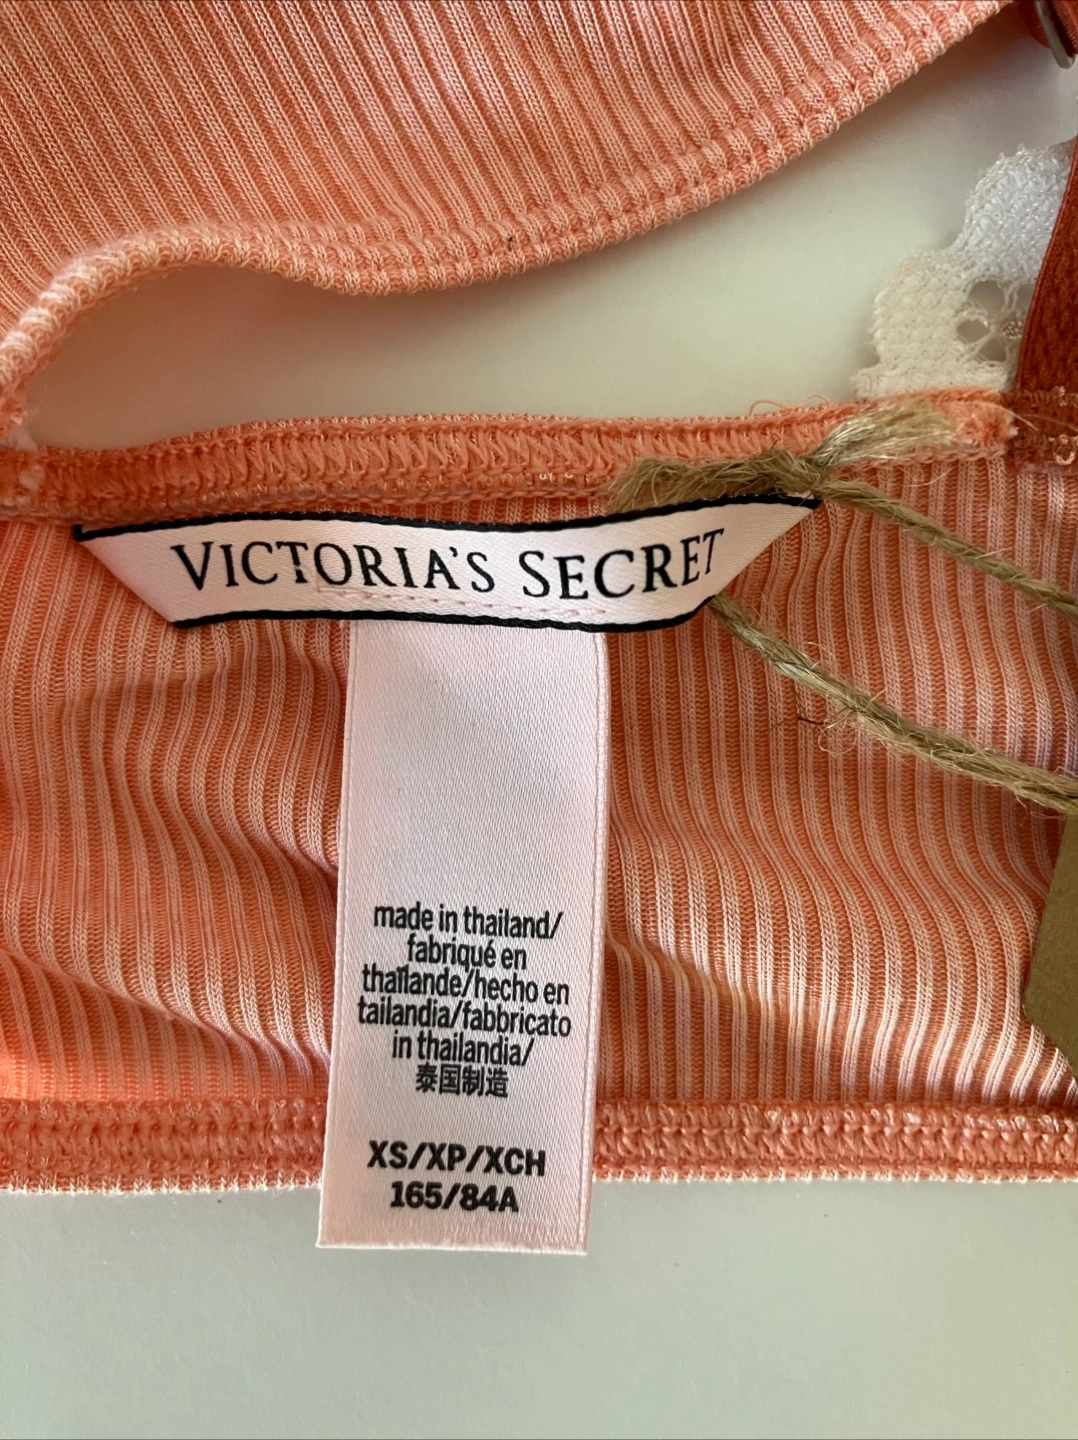 VICTORIA'S SECRET
made in thailand/
fabriqué en
thaïlande/hecho en
tailandia/fabbricato
in thailandia/
泰国制造
XS/XP/XCH
165/84A